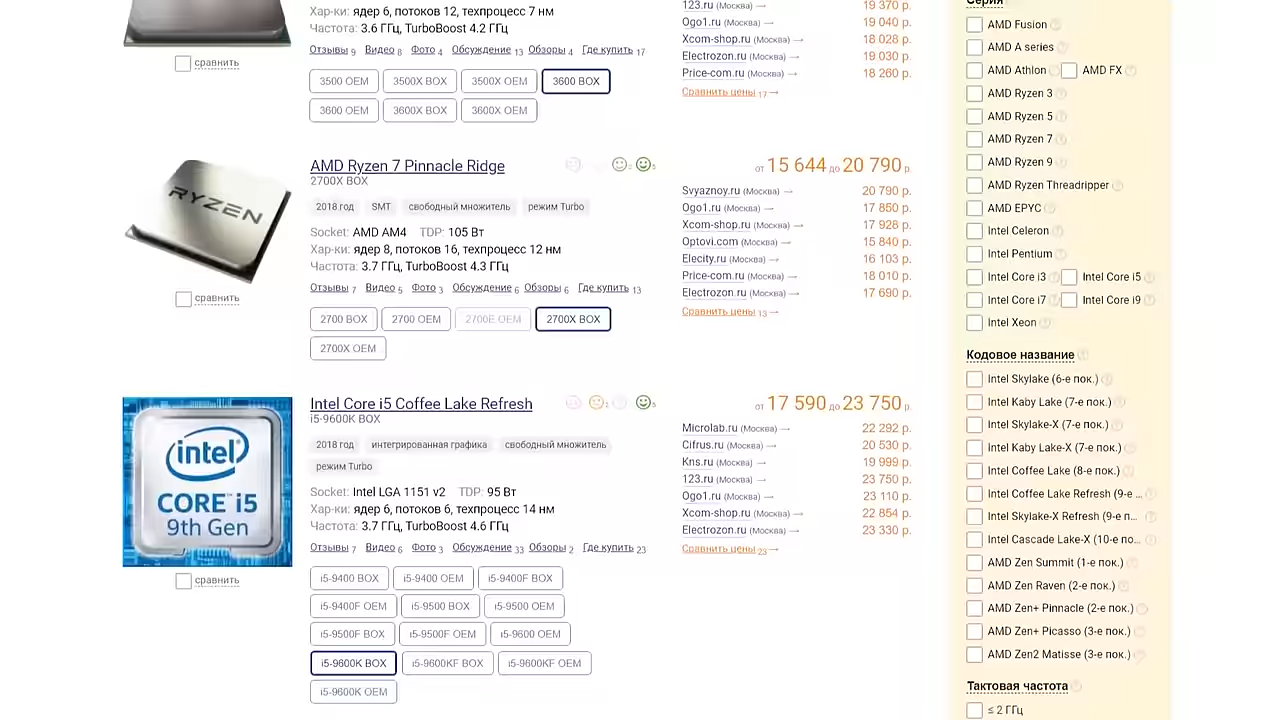 Хар-ки: ядер 6, потоков 12, техпроцесс 7 нм
Частота: 3.6 ГГц, TurboBoost 4.2 ГГц
Отзывы 9 Видео 8 Фото 4 Обсуждение 13 Обзоры 4 Где купить 17
сравнить
3500 OEM 3500X BOX 3500X OEM 3600 BOX
3600 OEM 3600X BOX 3600X OEM
123.ru (Москва) → 19 370 р.
Ogo1.ru (Москва) → 19 040 р.
Xcom-shop.ru (Москва) → 18 028 р.
Electrozon.ru (Москва) → 19 030 р.
Price-com.ru (Москва) → 18 260 р.
Сравнить цены 17 →
RYZEN
сравнить
AMD Ryzen 7 Pinnacle Ridge
2700X BOX
2018 год SMT свободный множитель режим Turbo
Socket: AMD AM4 TDP: 105 Вт
Хар-ки: ядер 8, потоков 16, техпроцесс 12 нм
Частота: 3.7 ГГц, TurboBoost 4.3 ГГц
Отзывы 7 Видео 5 Фото 3 Обсуждение 6 Обзоры 6 Где купить 13
2700 BOX 2700 OEM 2700E OEM 2700X BOX
2700X OEM
от 15 644 до 20 790 р.
Svyaznoy.ru (Москва) → 20 790 р.
Ogo1.ru (Москва) → 17 850 р.
Xcom-shop.ru (Москва) → 17 928 р.
Optovi.com (Москва) → 15 840 р.
Elecity.ru (Москва) → 16 103 р.
Price-com.ru (Москва) → 18 010 р.
Electrozon.ru (Москва) → 17 690 р.
Сравнить цены 13 →
intel
CORE i5
9th Gen
сравнить
Intel Core i5 Coffee Lake Refresh
i5-9600K BOX
2018 год интегрированная графика свободный множитель
режим Turbo
Socket: Intel LGA 1151 v2 TDP: 95 Вт
Хар-ки: ядер 6, потоков 6, техпроцесс 14 нм
Частота: 3.7 ГГц, TurboBoost 4.6 ГГц
Отзывы 7 Видео 6 Фото 3 Обсуждение 33 Обзоры 2 Где купить 23
i5-9400 BOX i5-9400 OEM i5-9400F BOX
i5-9400F OEM i5-9500 BOX i5-9500 OEM
i5-9500F BOX i5-9500F OEM i5-9600 OEM
i5-9600K BOX i5-9600KF BOX i5-9600KF OEM
i5-9600K OEM
от 17 590 до 23 750 р.
Microlab.ru (Москва) → 22 292 р.
Cifrus.ru (Москва) → 20 530 р.
Kns.ru (Москва) → 19 999 р.
123.ru (Москва) → 23 750 р.
Ogo1.ru (Москва) → 23 110 р.
Xcom-shop.ru (Москва) → 22 854 р.
Electrozon.ru (Москва) → 23 330 р.
Сравнить цены 23 →
Серия
AMD Fusion
AMD A series
AMD Athlon AMD FX
AMD Ryzen 3
AMD Ryzen 5
AMD Ryzen 7
AMD Ryzen 9
AMD Ryzen Threadripper
AMD EPYC
Intel Celeron
Intel Pentium
Intel Core i3 Intel Core i5
Intel Core i7 Intel Core i9
Intel Xeon
Кодовое название
Intel Skylake (6-е пок.)
Intel Kaby Lake (7-е пок.)
Intel Skylake-X (7-е пок.)
Intel Kaby Lake-X (7-е пок.)
Intel Coffee Lake (8-е пок.)
Intel Coffee Lake Refresh (9-е ...
Intel Skylake-X Refresh (9-е п...
Intel Cascade Lake-X (10-е по...
AMD Zen Summit (1-е пок.)
AMD Zen Raven (2-е пок.)
AMD Zen+ Pinnacle (2-е пок.)
AMD Zen+ Picasso (3-е пок.)
AMD Zen2 Matisse (3-е пок.)
Тактовая частота
≤ 2 ГГц